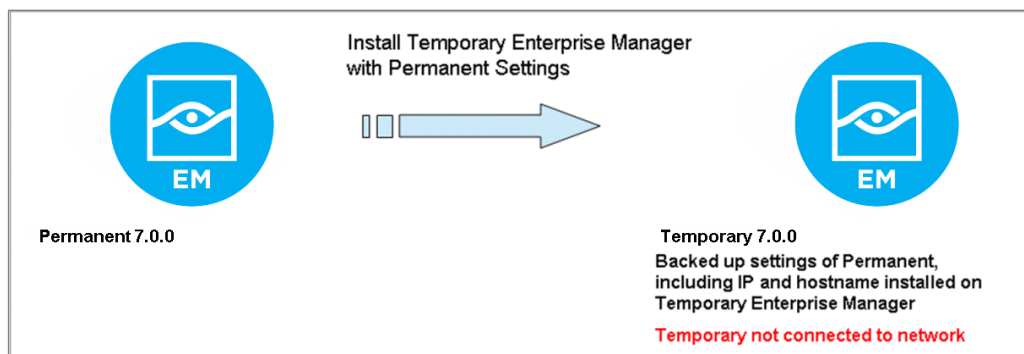 Install Temporary Enterprise Manager
with Permanent Settings
EM
EM
Permanent 7.0.0
Temporary 7.0.0
Backed up settings of Permanent,
including IP and hostname installed on
Temporary Enterprise Manager
Temporary not connected to network